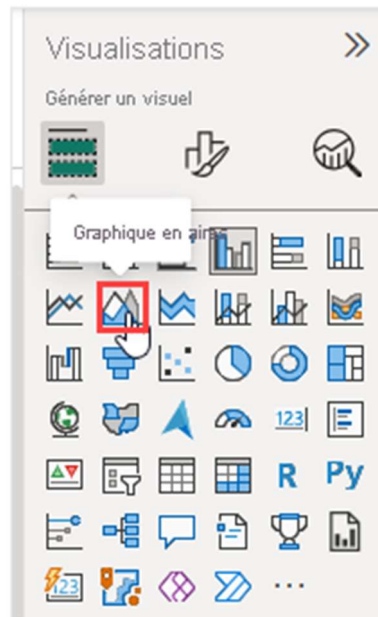 Visualisations
Générer un visuel
Graphique en aires
123
R
Py
123